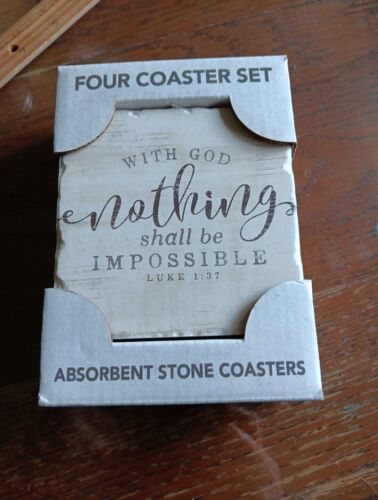 FOUR COASTER SET
WITH GOD
nothing
shall be
IMPOSSIBLE
LUKE 1:37
ABSORBENT STONE COASTERS